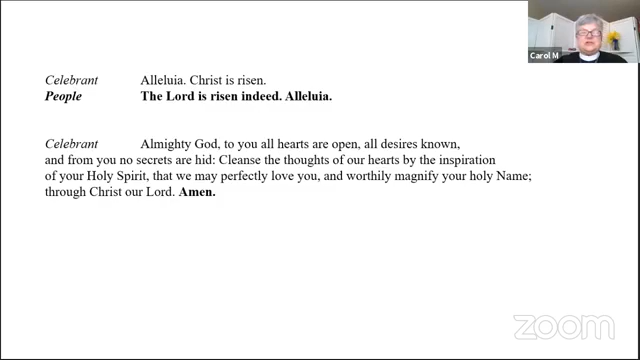 Carol M
Celebrant Alleluia. Christ is risen.
People The Lord is risen indeed. Alleluia.
Celebrant Almighty God, to you all hearts are open, all desires known,
and from you no secrets are hid: Cleanse the thoughts of our hearts by the inspiration
of your Holy Spirit, that we may perfectly love you, and worthily magnify your holy Name;
through Christ our Lord. Amen.
zoom